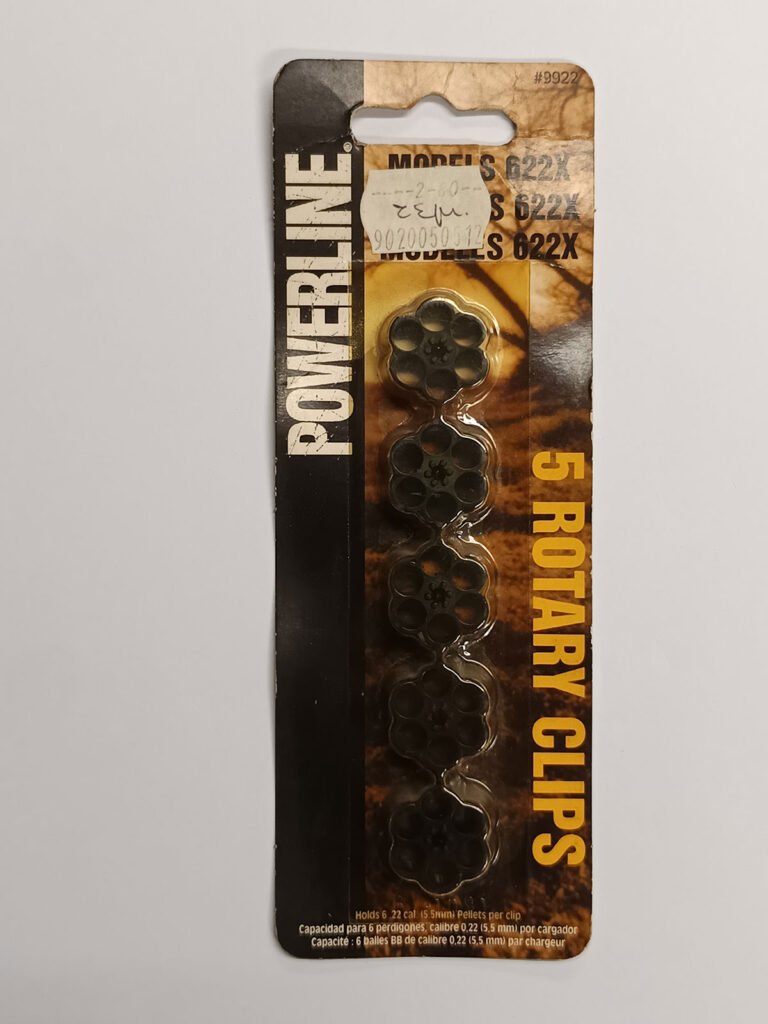 #9922
POWERLINE®
MODELS 622X
S 622X
MODELES 622X
----2-80--
9020050512
5 ROTARY CLIPS
Holds 6 .22 cal. (5.5mm) Pellets per clip
Capacidad para 6 perdigones, calibre 0,22 (5,5 mm) por cargador
Capacité : 6 balles BB de calibre 0,22 (5,5 mm) par chargeur